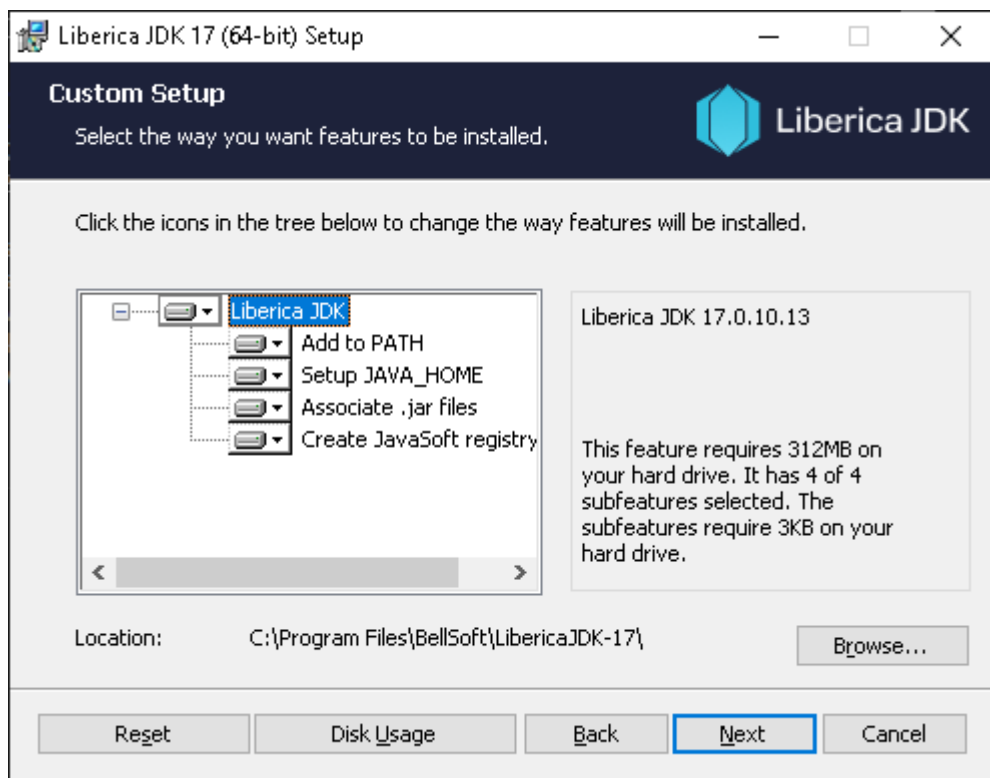 Liberica JDK 17 (64-bit) Setup
Custom Setup
Select the way you want features to be installed.
Liberica JDK
Click the icons in the tree below to change the way features will be installed.
Liberica JDK
Add to PATH
Setup JAVA_HOME
Associate .jar files
Create JavaSoft registry
Liberica JDK 17.0.10.13
This feature requires 312MB on
your hard drive. It has 4 of 4
subfeatures selected. The
subfeatures require 3KB on your
hard drive.
Location: C:\Program Files\BellSoft\LibericaJDK-17\
Browse...
Reset Disk Usage Back Next Cancel